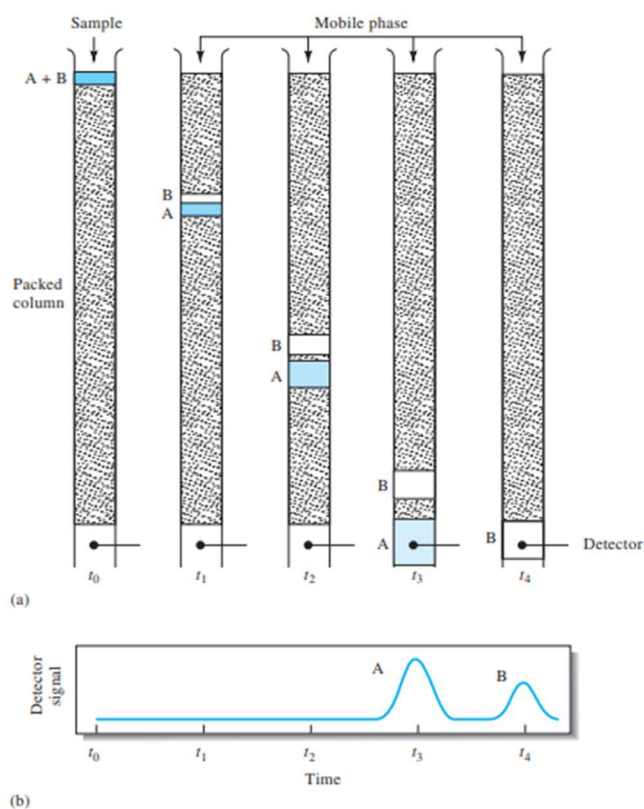 Sample
Mobile phase
A + B
B
A
Packed
column
B
A
B
A
B
Detector
t0 t1 t2 t3 t4
(a)
Detector
signal
A
B
t0 t1 t2 t3 t4
Time
(b)